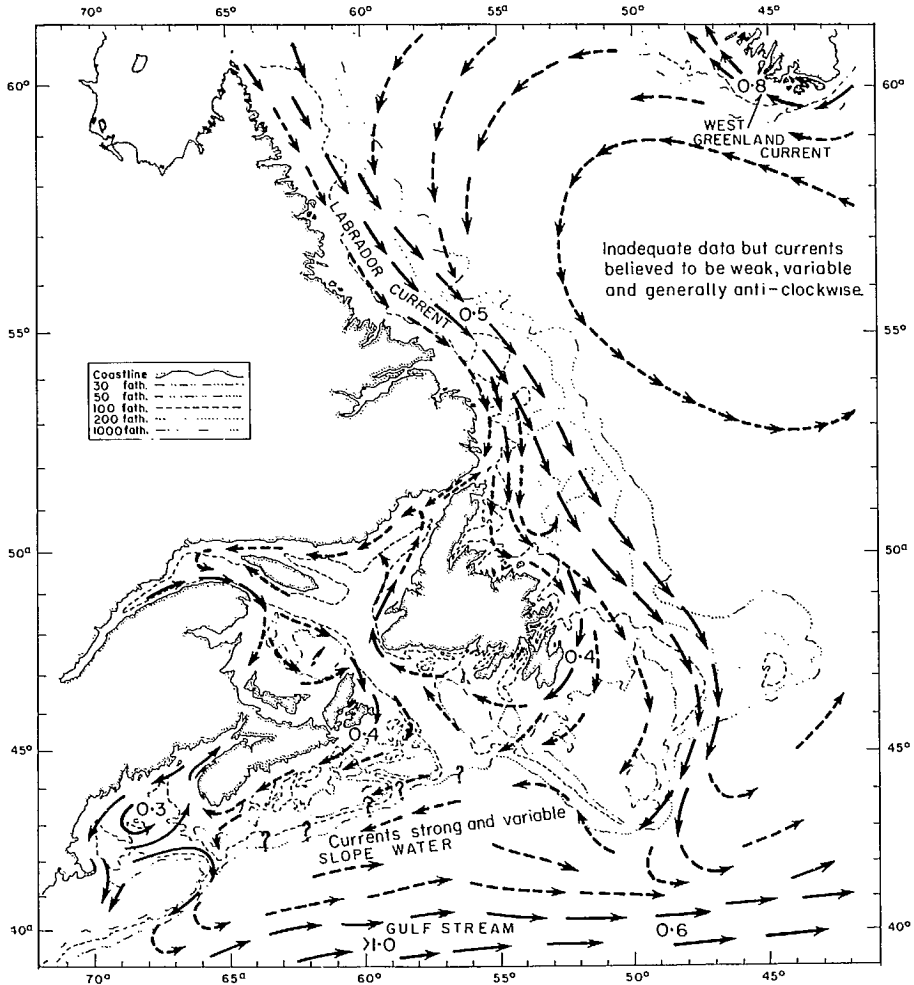 70° 65° 60° 55° 50° 45°
60°
60°
0·8
WEST
GREENLAND
CURRENT
LABRADOR
CURRENT
Inadequate data but currents
believed to be weak, variable
and generally anti-clockwise.
0·5
55°
55°
Coastline
30 fath.
50 fath.
100 fath.
200 fath.
1000 fath.
50°
50°
0·4
0·4
45°
45°
?
?
?
0·3
?
?
?
Currents strong and variable
SLOPE WATER
GULF STREAM
0·6
>1·0
40°
40°
70° 65° 60° 55° 50° 45°